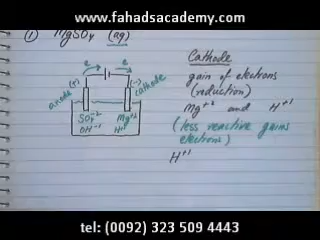 www.fahadsacademy.com
① MgSO4 (aq)
e e
(+) (-)
anode cathode
SO4-2 Mg+2
OH-1 H+1
Cathode
gain of electrons
(reduction)
Mg+2 and H+1
(less reactive gains
electrons)
H+1
tel: (0092) 323 509 4443